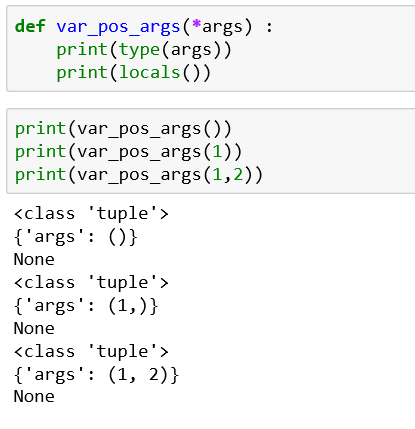 def var_pos_args(*args) :
    print(type(args))
    print(locals())
print(var_pos_args())
print(var_pos_args(1))
print(var_pos_args(1,2))
<class 'tuple'>
{'args': ()}
None
<class 'tuple'>
{'args': (1,)}
None
<class 'tuple'>
{'args': (1, 2)}
None